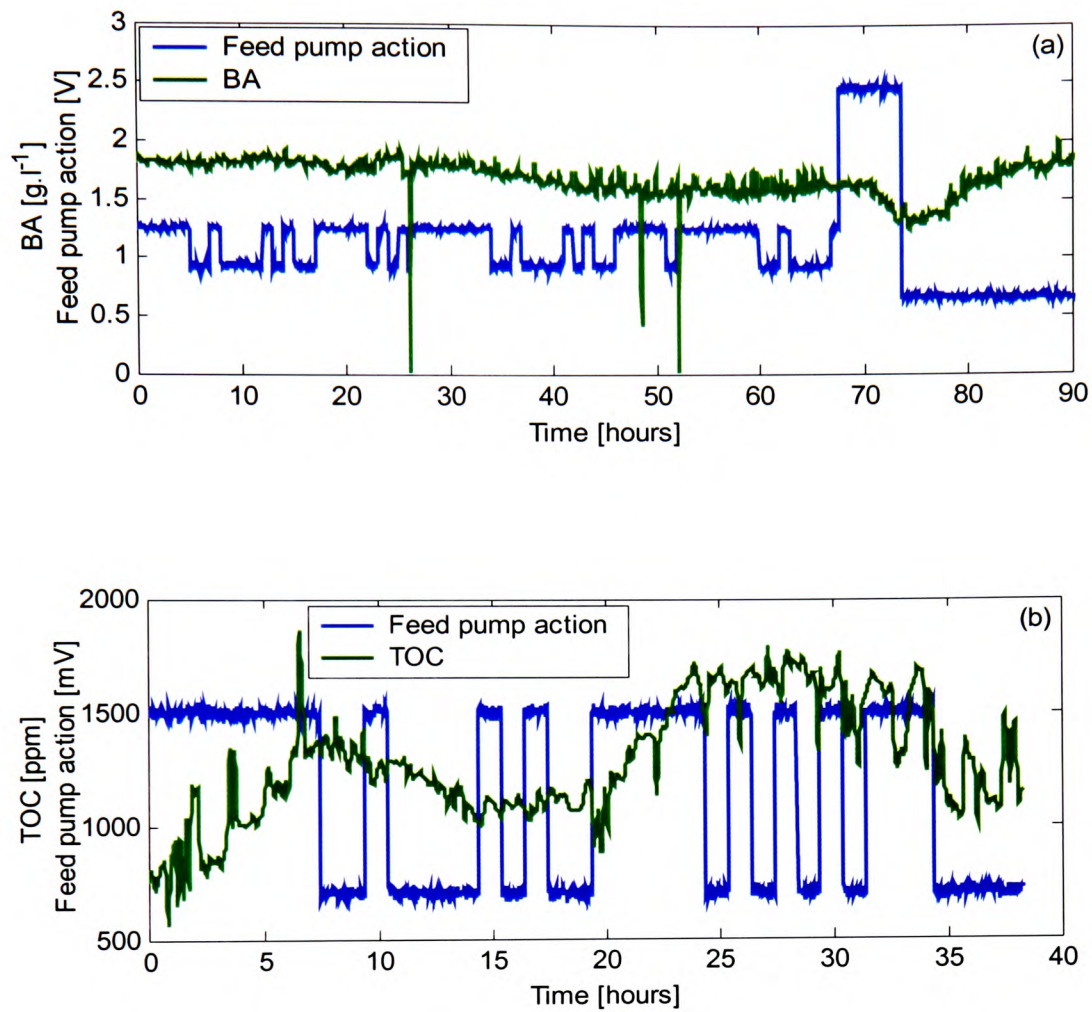 (a)
Feed pump action
BA
BA [g.l⁻¹]
Feed pump action [V]
3
2.5
2
1.5
1
0.5
0
0 10 20 30 40 50 60 70 80 90
Time [hours]
(b)
Feed pump action
TOC
TOC [ppm]
Feed pump action [mV]
2000
1500
1000
500
0 5 10 15 20 25 30 35 40
Time [hours]